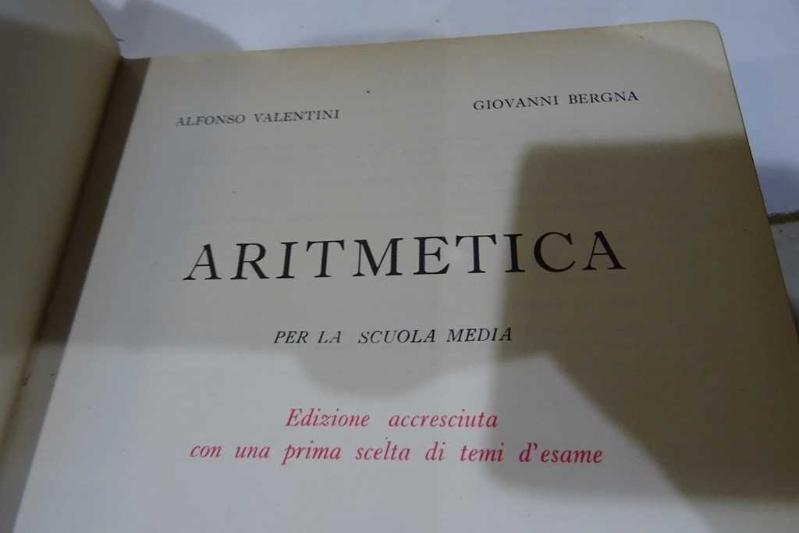 ALFONSO VALENTINI GIOVANNI BERGNA
ARITMETICA
PER LA SCUOLA MEDIA
Edizione accresciuta
con una prima scelta di temi d'esame